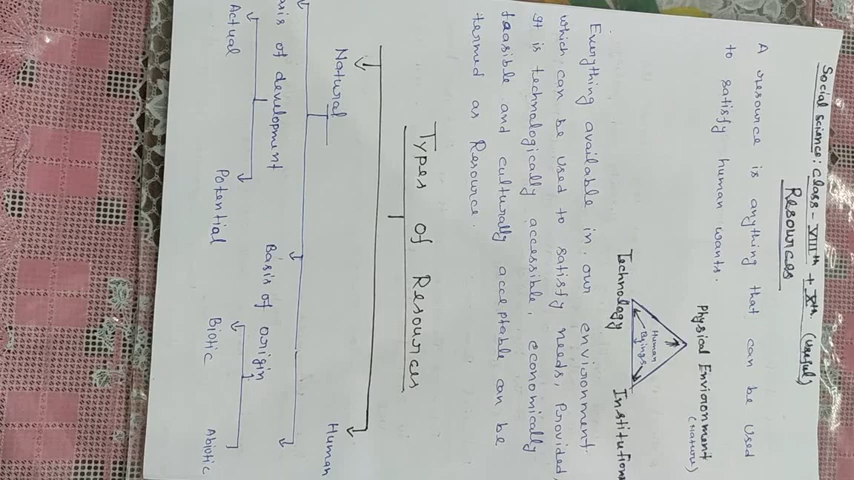 Social science: Class - VIIIth + Xth (useful)
Resources
A resource is anything that can be used
to satisfy human wants.
Physical Environment
(Nature)
Human
Beings
Technology
Institutions
Everything available in our environment
which can be used to satisfy needs, Provided,
It is technologically accessible, economically
feasible and culturally acceptable can be
termed as Resource.
Types of Resources
Natural
Human
asis of development
Basis of origin
Actual
Potential
Biotic
Abiotic